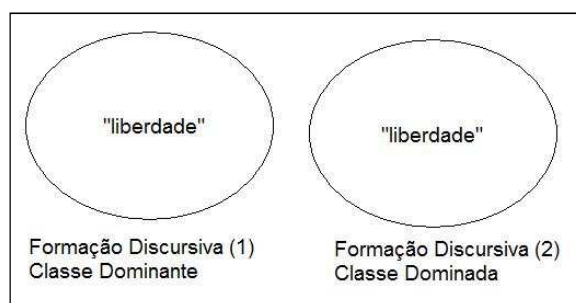 "liberdade"
Formação Discursiva (1)
Classe Dominante
"liberdade"
Formação Discursiva (2)
Classe Dominada